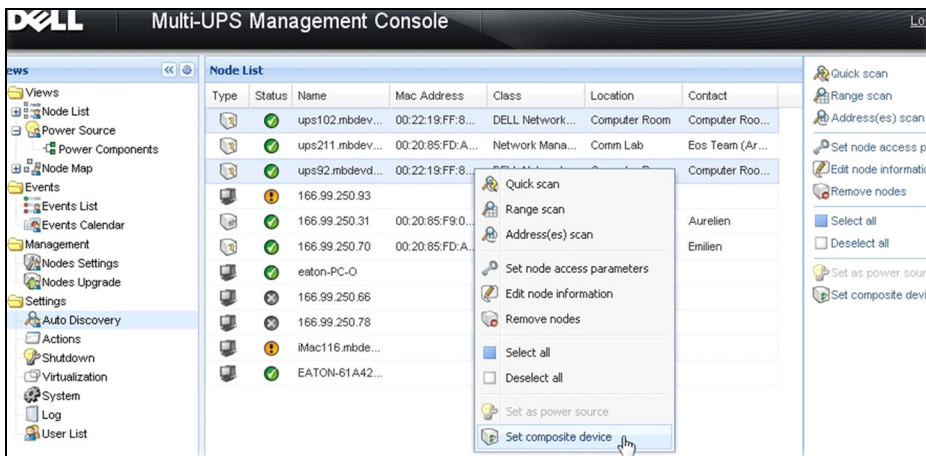 DELL Multi-UPS Management Console Lo
ews
Views
Node List
Power Source
Power Components
Node Map
Events
Events List
Events Calendar
Management
Nodes Settings
Nodes Upgrade
Settings
Auto Discovery
Actions
Shutdown
Virtualization
System
Log
User List
Node List
Type Status Name Mac Address Class Location Contact
ups102.mbdev... 00:22:19:FF:8... DELL Network... Computer Room Computer Roo...
ups211.mbdev... 00:20:85:FD:A... Network Mana... Comm Lab Eos Team (Ar...
ups92.mbdevd... 00:22:19:FF:8... Computer Roo...
166.99.250.93
166.99.250.31 00:20:85:F9:0... Aurelien
166.99.250.70 00:20:85:FD:A... Emilien
eaton-PC-O
166.99.250.66
166.99.250.78
iMac116.mbde...
EATON-61A42...
Quick scan
Range scan
Address(es) scan
Set node access parameters
Edit node information
Remove nodes
Select all
Deselect all
Set as power source
Set composite device
Quick scan
Range scan
Address(es) scan
Set node access p
Edit node informatio
Remove nodes
Select all
Deselect all
Set as power sour
Set composite devi